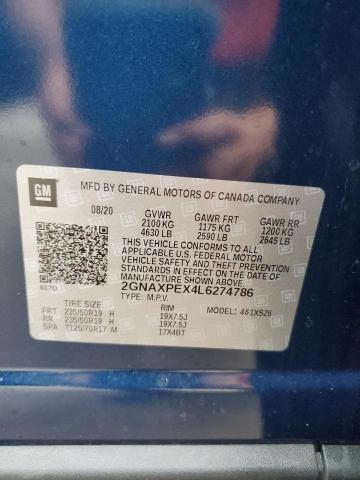 GM
MFD BY GENERAL MOTORS OF CANADA COMPANY
08/20 GVWR GAWR FRT GAWR RR
2100 KG 1175 KG 1200 KG
4630 LB 2590 LB 2645 LB
THIS VEHICLE CONFORMS TO ALL APPLICABLE
U.S. FEDERAL MOTOR VEHICLE SAFETY, BUMPER,
AND THEFT PREVENTION STANDARDS IN EFFECT
ON THE DATE OF MANUFACTURE SHOWN ABOVE.
2GNAXPEX4L6274786
TYPE: M.P.V. MODEL: 461XS26
TIRE SIZE RIM
FRT 235/50R19 H 19X7.5J
RR 235/50R19 H 19X7.5J
SPA T125/70R17 M 17X4BT